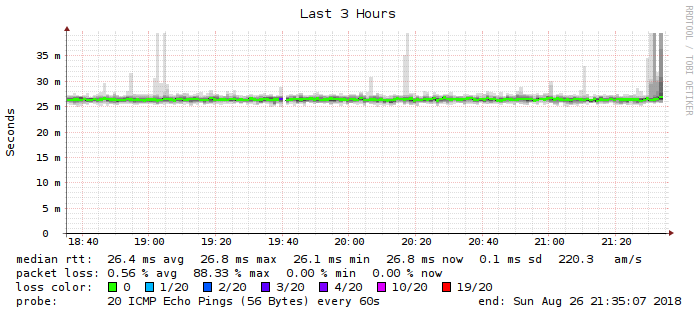 Last 3 Hours
RRDTOOL / TOBI OETIKER
Seconds
35 m
30 m
25 m
20 m
15 m
10 m
5 m
0
18:40 19:00 19:20 19:40 20:00 20:20 20:40 21:00 21:20
median rtt: 26.4 ms avg 26.8 ms max 26.1 ms min 26.8 ms now 0.1 ms sd 220.3 am/s
packet loss: 0.56 % avg 88.33 % max 0.00 % min 0.00 % now
loss color: 0 1/20 2/20 3/20 4/20 10/20 19/20
probe: 20 ICMP Echo Pings (56 Bytes) every 60s end: Sun Aug 26 21:35:07 2018